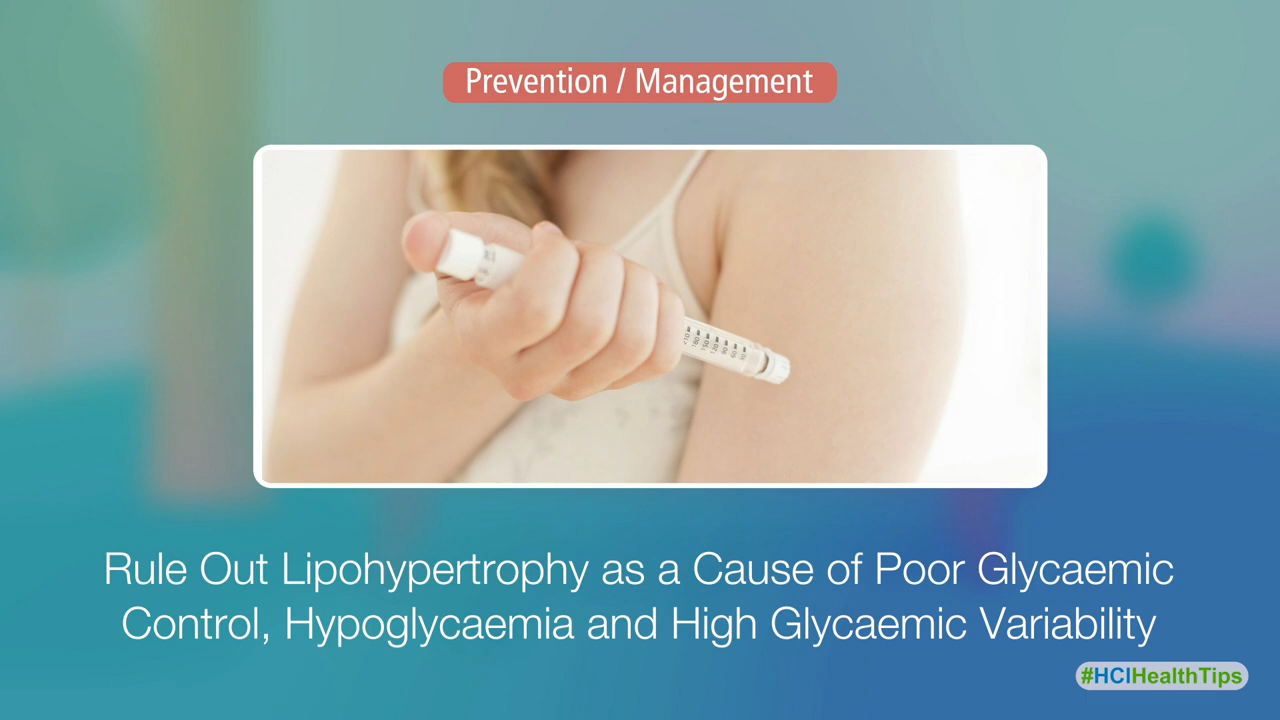 Prevention / Management
Rule Out Lipohypertrophy as a Cause of Poor Glycaemic
Control, Hypoglycaemia and High Glycaemic Variability
#HCIHealthTips